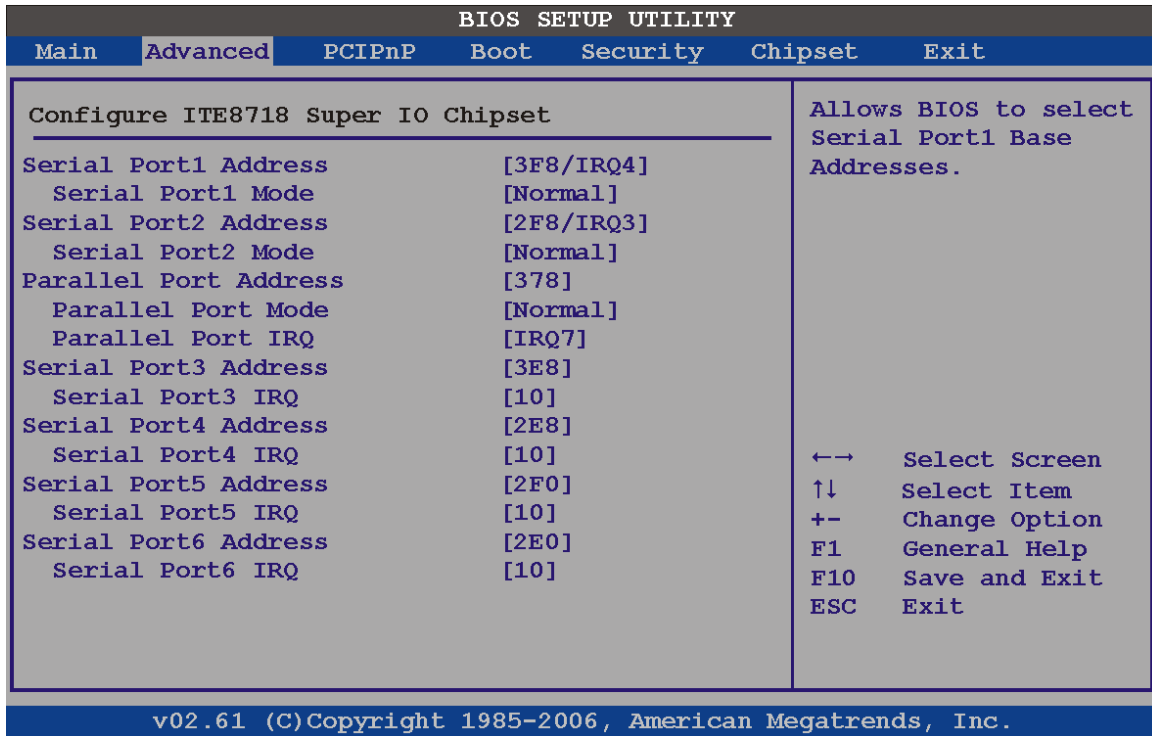 BIOS SETUP UTILITY
Main Advanced PCIPnP Boot Security Chipset Exit
Configure ITE8718 Super IO Chipset
Serial Port1 Address [3F8/IRQ4]
Serial Port1 Mode [Normal]
Serial Port2 Address [2F8/IRQ3]
Serial Port2 Mode [Normal]
Parallel Port Address [378]
Parallel Port Mode [Normal]
Parallel Port IRQ [IRQ7]
Serial Port3 Address [3E8]
Serial Port3 IRQ [10]
Serial Port4 Address [2E8]
Serial Port4 IRQ [10]
Serial Port5 Address [2F0]
Serial Port5 IRQ [10]
Serial Port6 Address [2E0]
Serial Port6 IRQ [10]
Allows BIOS to select
Serial Port1 Base
Addresses.
←→ Select Screen
↑↓ Select Item
+- Change Option
F1 General Help
F10 Save and Exit
ESC Exit
v02.61 (C)Copyright 1985-2006, American Megatrends, Inc.